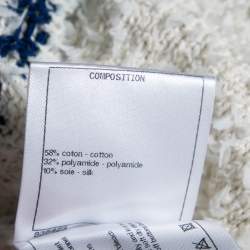 COMPOSITION
58% coton - cotton
32% polyamide - polyamide
10% soie - silk